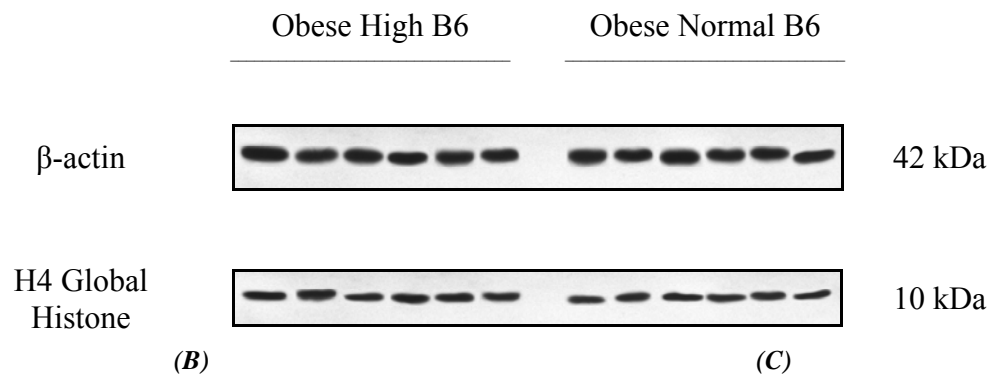 Obese High B6 Obese Normal B6
β-actin 42 kDa
H4 Global
Histone 10 kDa
(B) (C)